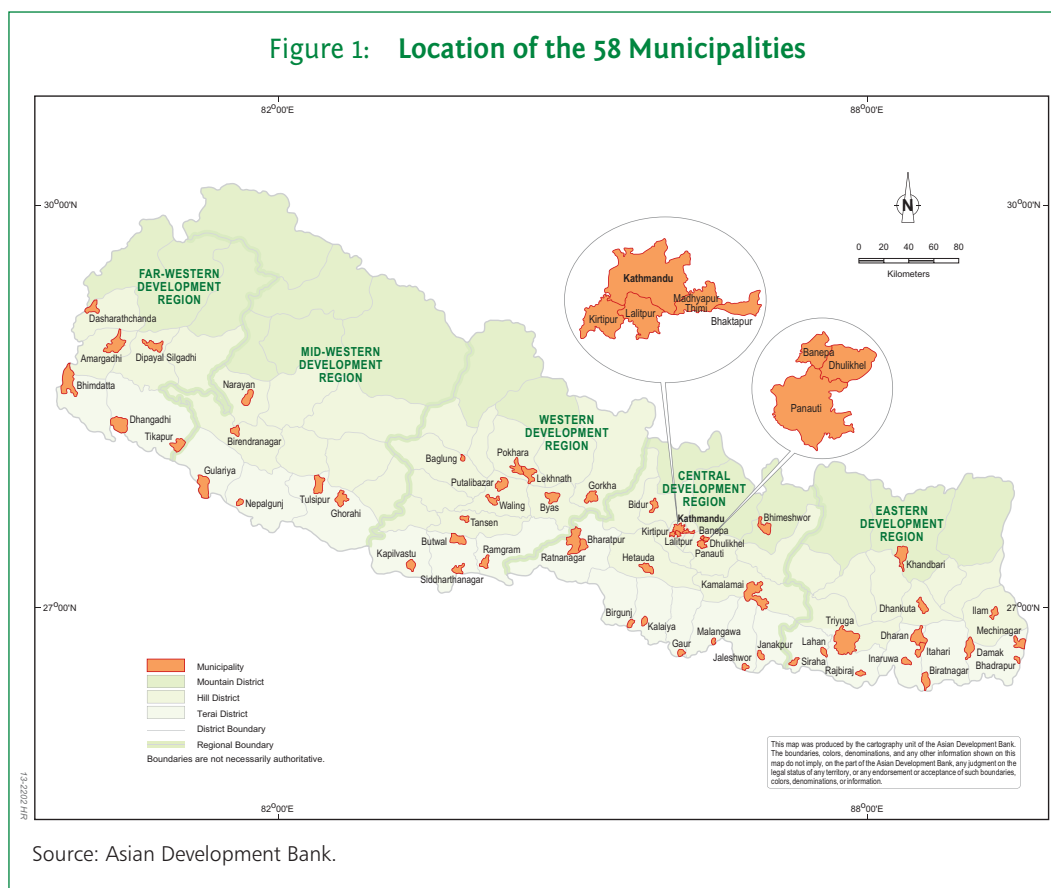 Figure 1: Location of the 58 Municipalities
82°00'E
88°00'E
30°00'N
30°00'N
N
0 20 40 60 80
Kilometers
FAR-WESTERN
DEVELOPMENT
REGION
Dasharathchanda
Amargadhi
Dipayal Silgadhi
Bhimdatta
Dhangadhi
Tikapur
MID-WESTERN
DEVELOPMENT
REGION
Narayan
Birendranagar
Gulariya
Nepalgunj
Tulsipur
Ghorahi
WESTERN
DEVELOPMENT
REGION
Baglung
Pokhara
Lekhnath
Putalibazar
Waling
Byas
Gorkha
Tansen
Butwal
Kapilvastu
Ramgram
Siddharthanagar
Kathmandu
Madhyapur
Thimi
Kirtipur
Lalitpur
Bhaktapur
Banepa
Dhulikhel
Panauti
CENTRAL
DEVELOPMENT
REGION
Bidur
Kathmandu
Kirtipur
Banepa
Lalitpur
Dhulikhel
Panauti
Bhimeshwor
Bharatpur
Ratnanagar
Hetauda
Kamalamai
Birgunj
Kalaiya
Gaur
Malangawa
Jaleshwor
Janakpur
EASTERN
DEVELOPMENT
REGION
Khandbari
Dhankuta
Ilam
27°00'N
27°00'N
Triyuga
Dharan
Mechinagar
Lahan
Itahari
Damak
Siraha
Inaruwa
Bhadrapur
Rajbiraj
Biratnagar
Municipality
Mountain District
Hill District
Terai District
District Boundary
Regional Boundary
Boundaries are not necessarily authoritative.
This map was produced by the cartography unit of the Asian Development Bank.
The boundaries, colors, denominations, and any other information shown on this
map do not imply, on the part of the Asian Development Bank, any judgment on the
legal status of any territory, or any endorsement or acceptance of such boundaries,
colors, denominations, or information.
13-2202 HR
82°00'E
88°00'E
Source: Asian Development Bank.